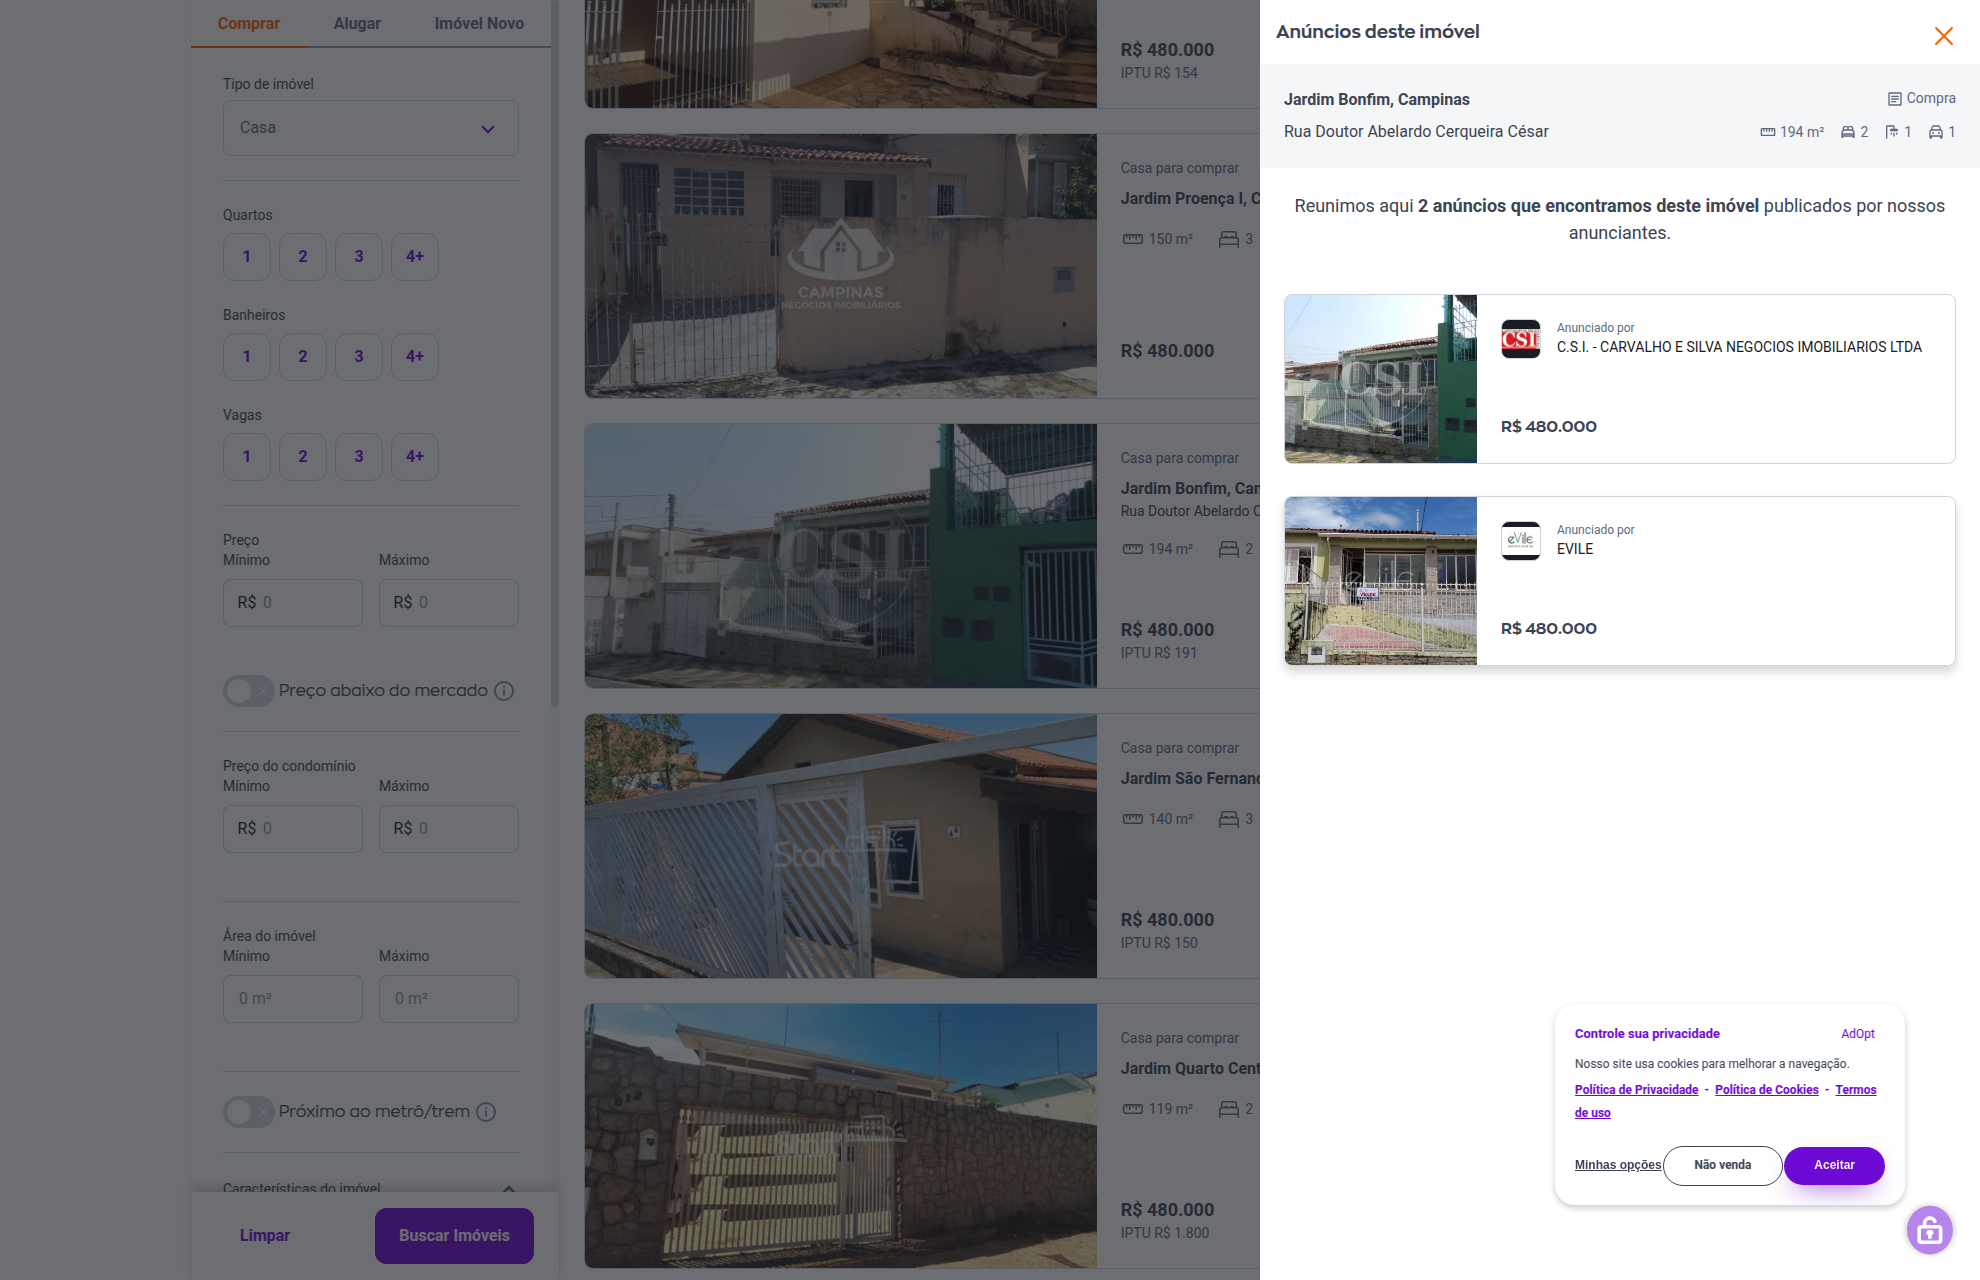 Comprar
Alugar
Imóvel Novo
Tipo de imóvel
Casa
Quartos
1
2
3
4+
Banheiros
1
2
3
4+
Vagas
1
2
3
4+
Preço
Mínimo
Máximo
R$ 0
R$ 0
Preço abaixo do mercado
Preço do condomínio
Mínimo
Máximo
R$ 0
R$ 0
Área do imóvel
Mínimo
Máximo
0 m²
0 m²
Próximo ao metrô/trem
Características do imóvel
Limpar
Buscar Imóveis
R$ 480.000
IPTU R$ 154
CAMPINAS
NEGÓCIOS IMOBILIÁRIOS
Casa para comprar
Jardim Proença I, C
150 m²
3
R$ 480.000
CSI
Casa para comprar
Jardim Bonfim, Car
Rua Doutor Abelardo C
194 m²
2
R$ 480.000
IPTU R$ 191
Start
Casa para comprar
Jardim São Fernand
140 m²
3
R$ 480.000
IPTU R$ 150
812
Casa para comprar
Jardim Quarto Cent
119 m²
2
R$ 480.000
IPTU R$ 1.800
Anúncios deste imóvel
Jardim Bonfim, Campinas
Compra
Rua Doutor Abelardo Cerqueira César
194 m²
2
1
1
Reunimos aqui 2 anúncios que encontramos deste imóvel publicados por nossos
anunciantes.
CSI
CSI
Anunciado por
C.S.I. - CARVALHO E SILVA NEGOCIOS IMOBILIARIOS LTDA
R$ 480.000
eVile
eVile
Anunciado por
EVILE
R$ 480.000
Controle sua privacidade
AdOpt
Nosso site usa cookies para melhorar a navegação.
Política de Privacidade - Política de Cookies - Termos
de uso
Minhas opções
Não venda
Aceitar